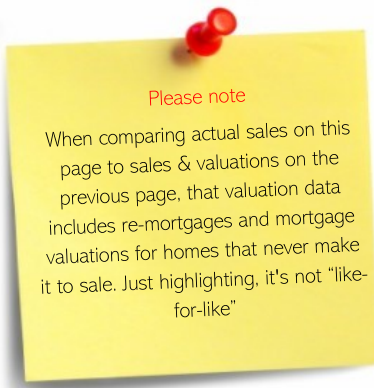 Please note
When comparing actual sales on this
page to sales & valuations on the
previous page, that valuation data
includes re-mortgages and mortgage
valuations for homes that never make
it to sale. Just highlighting, it's not “like-
for-like”